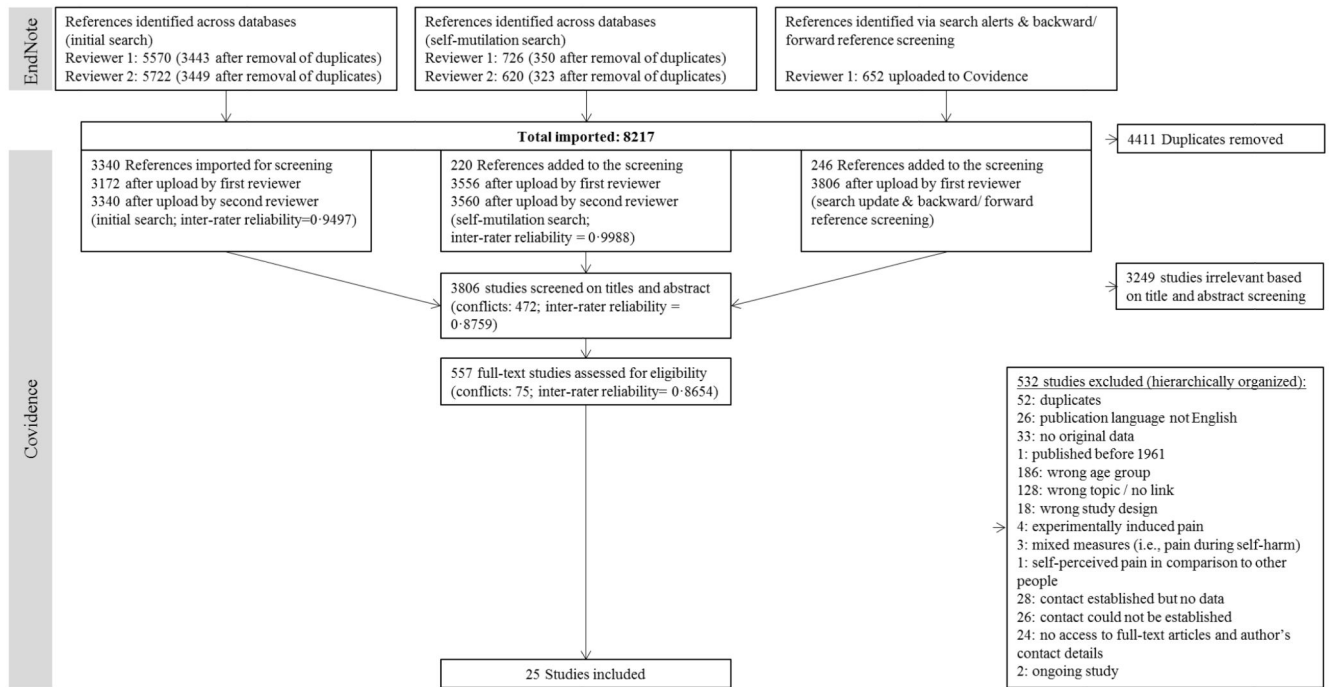 EndNote
References identified across databases
(initial search)
Reviewer 1: 5570 (3443 after removal of duplicates)
Reviewer 2: 5722 (3449 after removal of duplicates)
References identified across databases
(self-mutilation search)
Reviewer 1: 726 (350 after removal of duplicates)
Reviewer 2: 620 (323 after removal of duplicates)
References identified via search alerts & backward/
forward reference screening
Reviewer 1: 652 uploaded to Covidence
Total imported: 8217
4411 Duplicates removed
Covidence
3340 References imported for screening
3172 after upload by first reviewer
3340 after upload by second reviewer
(initial search; inter-rater reliability=0·9497)
220 References added to the screening
3556 after upload by first reviewer
3560 after upload by second reviewer
(self-mutilation search;
inter-rater reliability = 0·9988)
246 References added to the screening
3806 after upload by first reviewer
(search update & backward/ forward
reference screening)
3806 studies screened on titles and abstract
(conflicts: 472; inter-rater reliability =
0·8759)
3249 studies irrelevant based
on title and abstract screening
557 full-text studies assessed for eligibility
(conflicts: 75; inter-rater reliability= 0·8654)
532 studies excluded (hierarchically organized):
52: duplicates
26: publication language not English
33: no original data
1: published before 1961
186: wrong age group
128: wrong topic / no link
18: wrong study design
4: experimentally induced pain
3: mixed measures (i.e., pain during self-harm)
1: self-perceived pain in comparison to other
people
28: contact established but no data
26: contact could not be established
24: no access to full-text articles and author's
contact details
2: ongoing study
25 Studies included